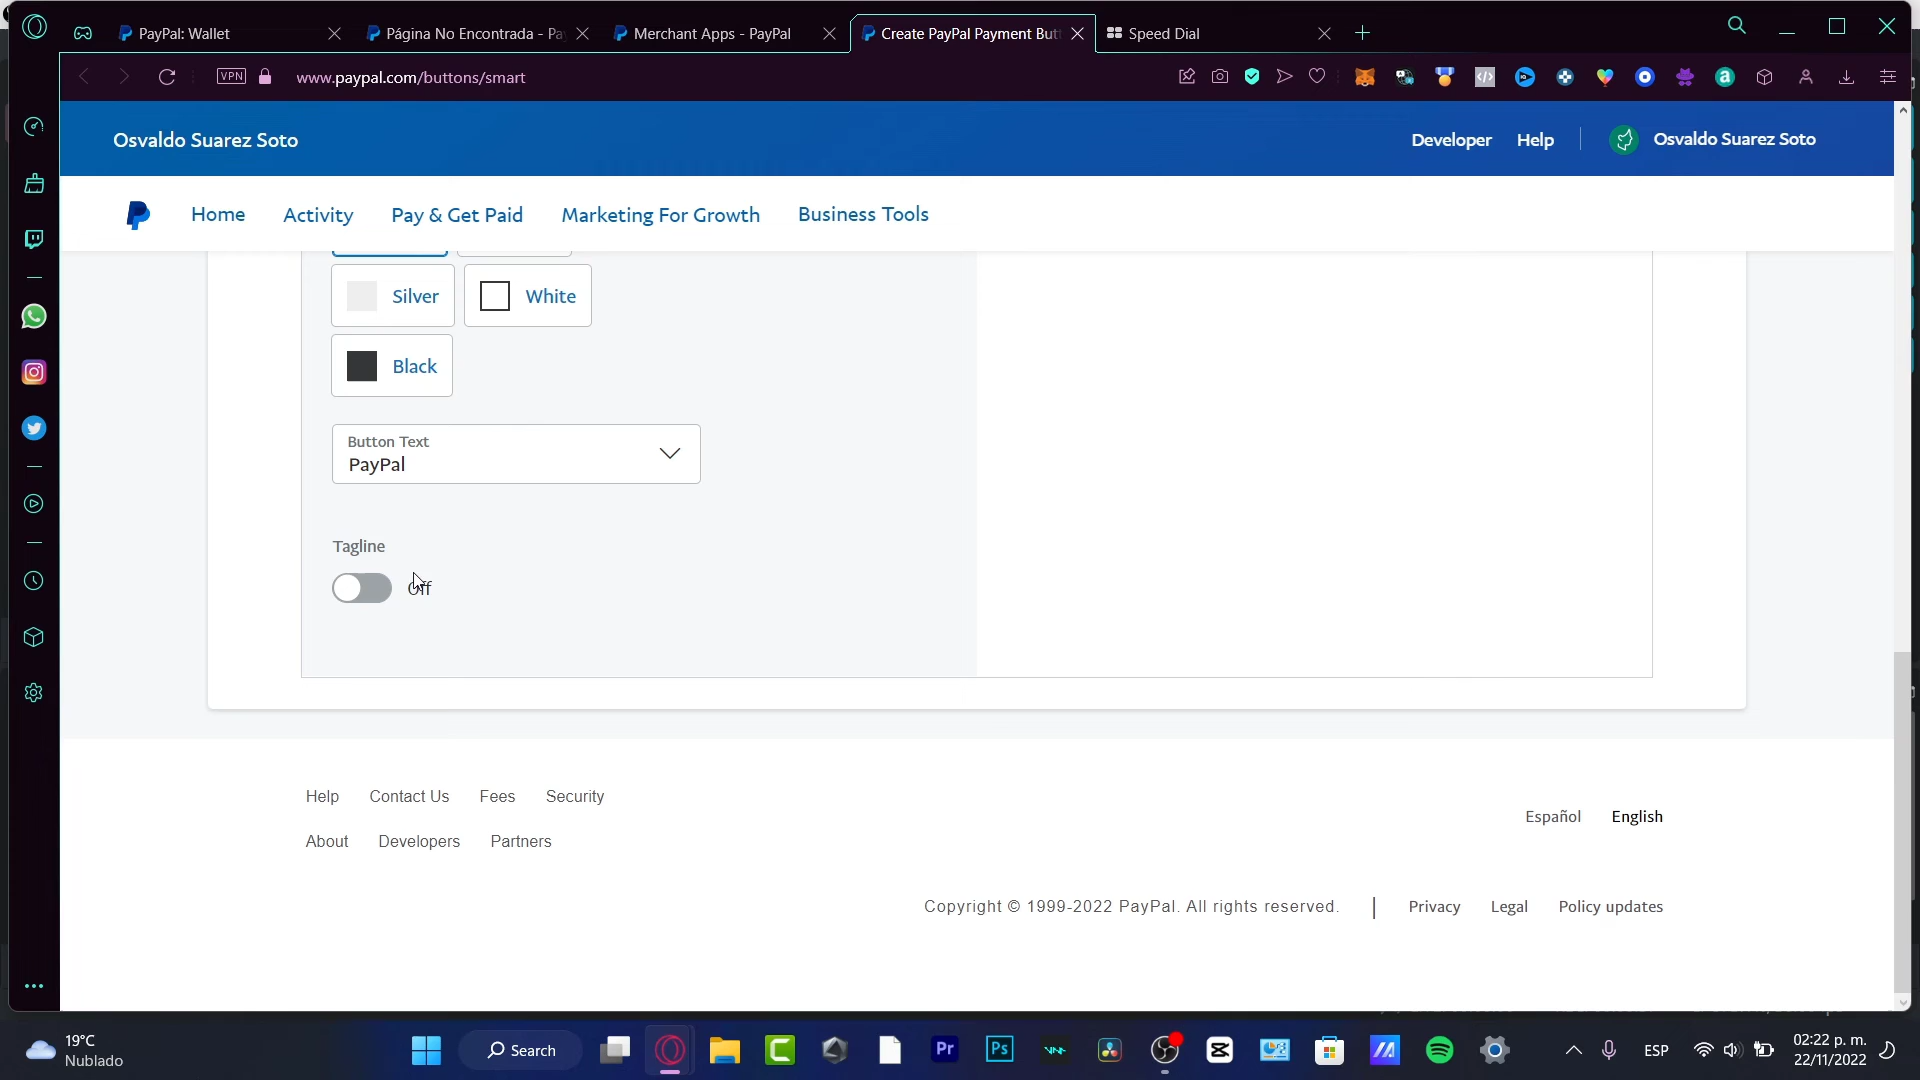 PayPal: Wallet
Página No Encontrada - Pa
Merchant Apps - PayPal
Create PayPal Payment But
Speed Dial
VPN
www.paypal.com/buttons/smart
Osvaldo Suarez Soto
Developer
Help
Osvaldo Suarez Soto
Home
Activity
Pay & Get Paid
Marketing For Growth
Business Tools
Silver
White
Black
Button Text
PayPal
Tagline
Off
Help
Contact Us
Fees
Security
About
Developers
Partners
Español
English
Copyright © 1999-2022 PayPal. All rights reserved.
Privacy
Legal
Policy updates
19°C
Nublado
Search
Pr
Ps
ESP
02:22 p. m.
22/11/2022